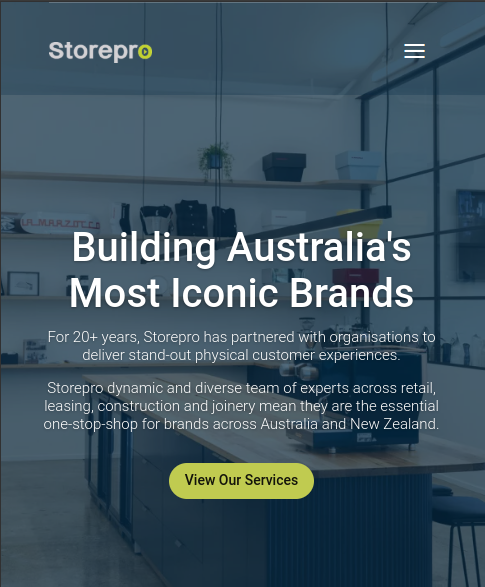 Storepro
LA MARZOCCO
Building Australia's
Most Iconic Brands
For 20+ years, Storepro has partnered with organisations to
deliver stand-out physical customer experiences.
Storepro dynamic and diverse team of experts across retail,
leasing, construction and joinery mean they are the essential
one-stop-shop for brands across Australia and New Zealand.
View Our Services